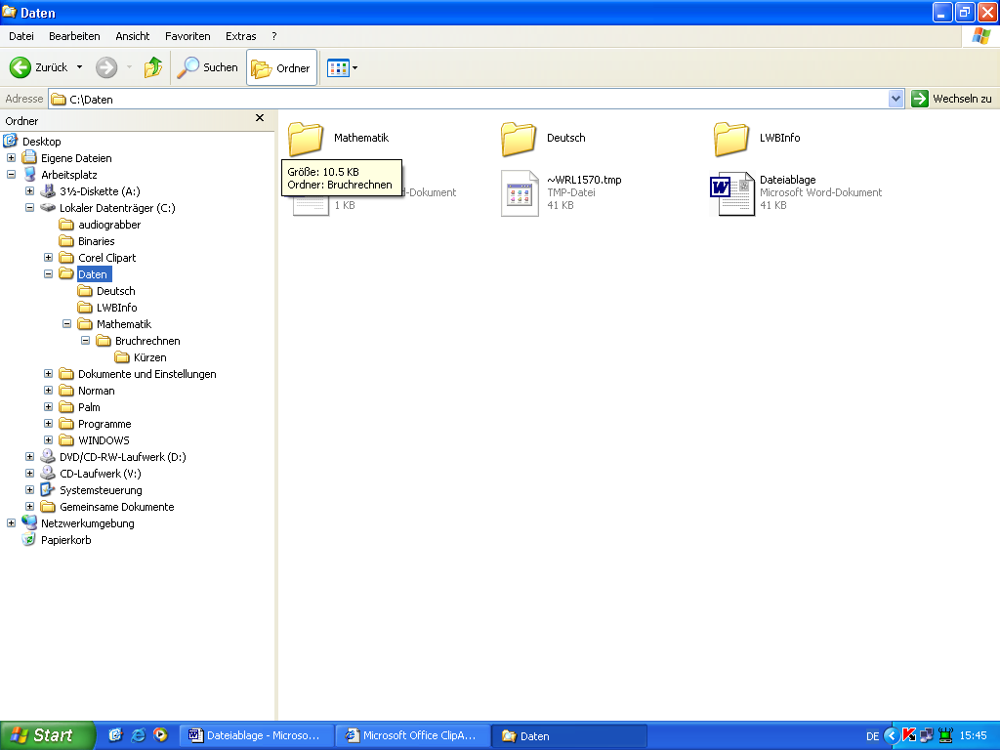 Daten
Datei Bearbeiten Ansicht Favoriten Extras ?
Zurück Suchen Ordner
Adresse C:\Daten Wechseln zu
Ordner
Desktop
Eigene Dateien
Arbeitsplatz
3½-Diskette (A:)
Lokaler Datenträger (C:)
audiograbber
Binaries
Corel Clipart
Daten
Deutsch
LWBInfo
Mathematik
Bruchrechnen
Kürzen
Dokumente und Einstellungen
Norman
Palm
Programme
WINDOWS
DVD/CD-RW-Laufwerk (D:)
CD-Laufwerk (V:)
Systemsteuerung
Gemeinsame Dokumente
Netzwerkumgebung
Papierkorb
Mathematik
Deutsch
LWBInfo
Größe: 10.5 KB
Ordner: Bruchrechnen
-Dokument
1 KB
~WRL1570.tmp
TMP-Datei
41 KB
Dateiablage
Microsoft Word-Dokument
41 KB
Start Dateiablage - Microso... Microsoft Office ClipA... Daten DE 15:45